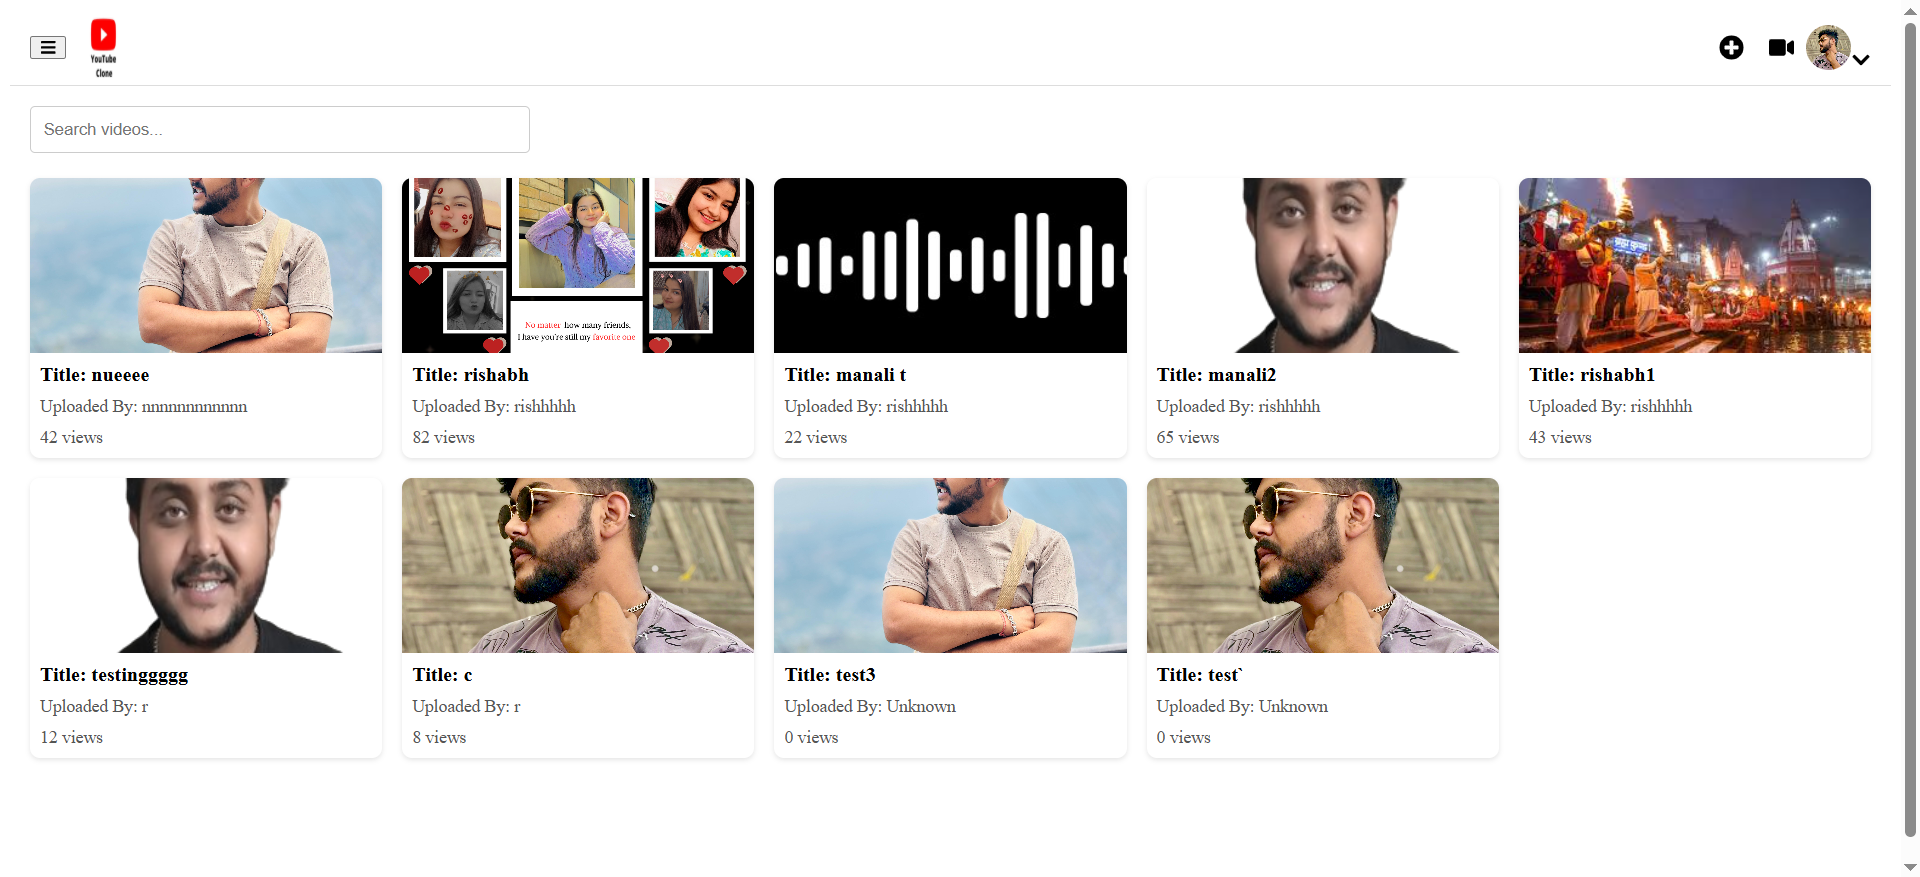 YouTube
Clone
Search videos...
No matter how many friends.
I have you're still my favorite one
Title: nueeee
Uploaded By: nnnnnnnnnnnn
42 views
Title: rishabh
Uploaded By: rishhhhh
82 views
Title: manali t
Uploaded By: rishhhhh
22 views
Title: manali2
Uploaded By: rishhhhh
65 views
Title: rishabh1
Uploaded By: rishhhhh
43 views
Title: testinggggg
Uploaded By: r
12 views
Title: c
Uploaded By: r
8 views
Title: test3
Uploaded By: Unknown
0 views
Title: test`
Uploaded By: Unknown
0 views